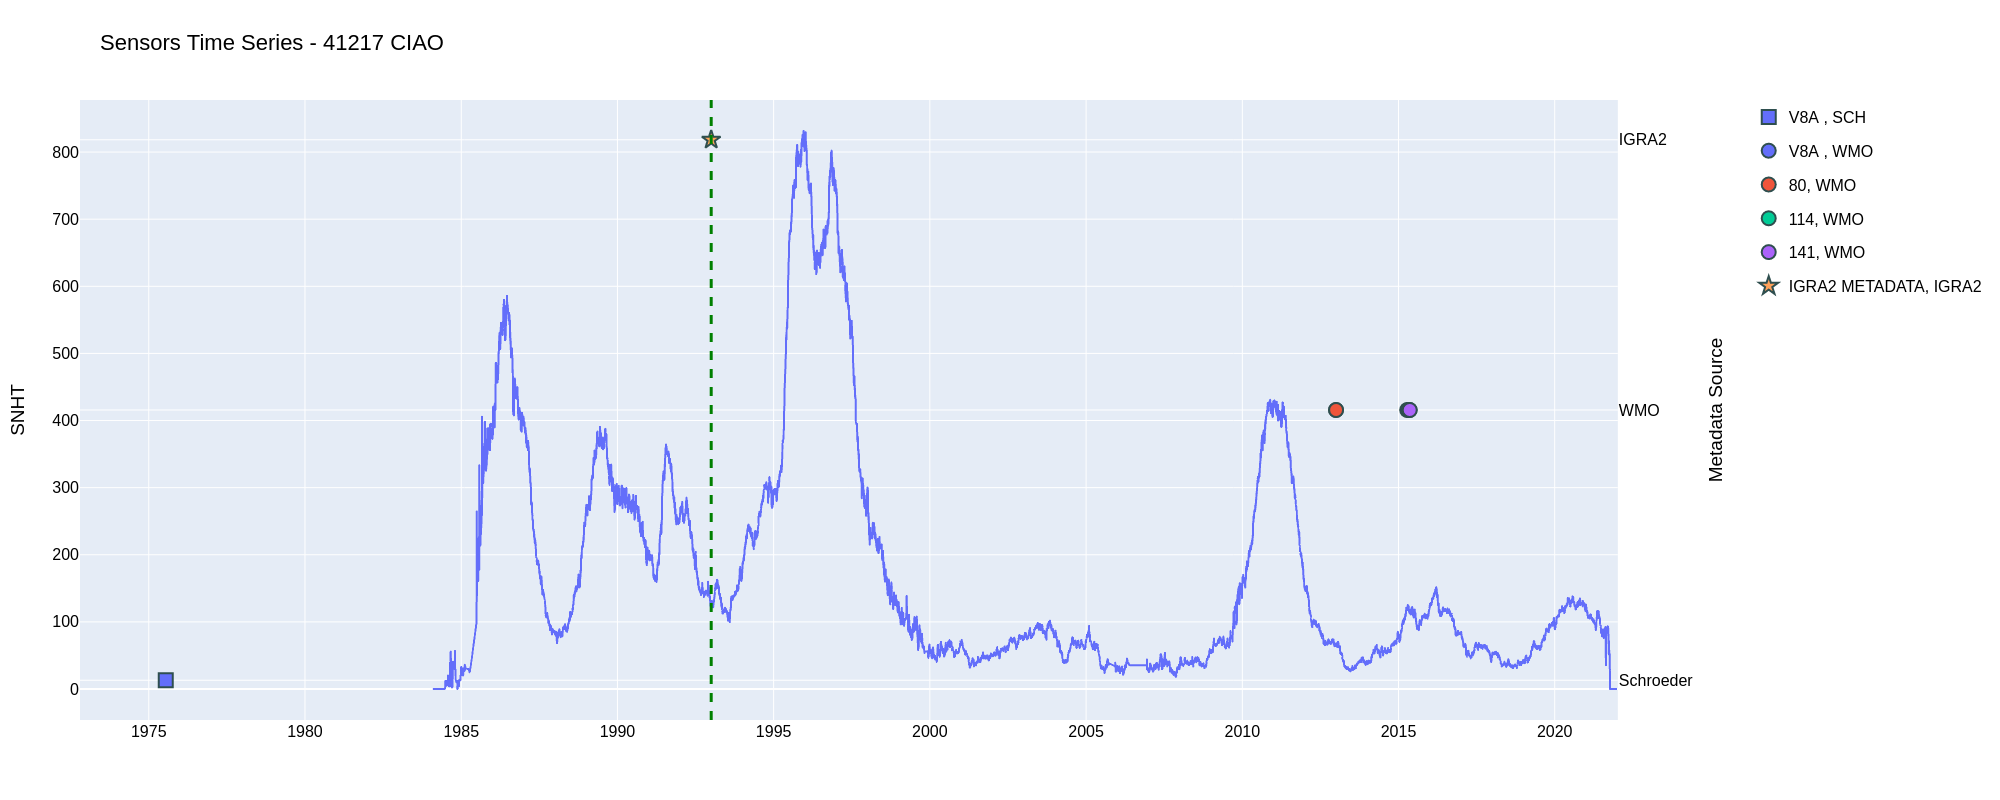 Sensors Time Series - 41217 CIAO
SNHT
800
700
600
500
400
300
200
100
0
1975
1980
1985
1990
1995
2000
2005
2010
2015
2020
IGRA2
WMO
Schroeder
Metadata Source
V8A , SCH
V8A , WMO
80, WMO
114, WMO
141, WMO
IGRA2 METADATA, IGRA2